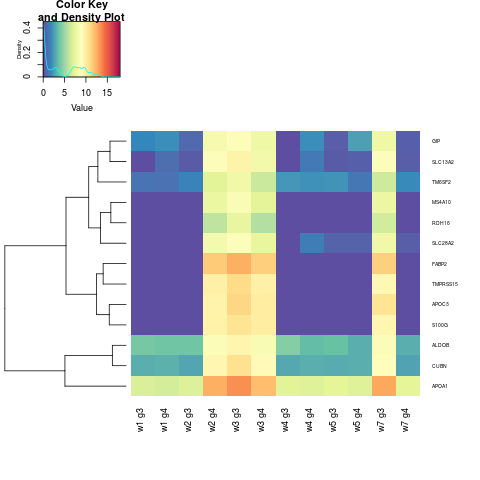 Color Key
and Density Plot
Density
0 0.2 0.4
0 5 10 15
Value
GIP
SLC13A2
TM6SF2
MS4A10
RDH16
SLC28A2
FABP2
TMPRSS15
APOC3
S100G
ALDOB
CUBN
APOA1
w1 g3 w1 g4 w2 g3 w2 g4 w3 g3 w3 g4 w4 g3 w4 g4 w5 g3 w5 g4 w7 g3 w7 g4